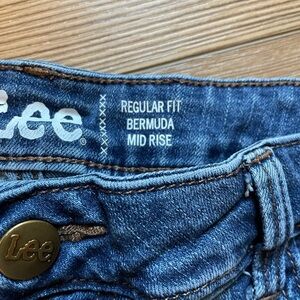 Lee®
REGULAR FIT
BERMUDA
MID RISE
Lee